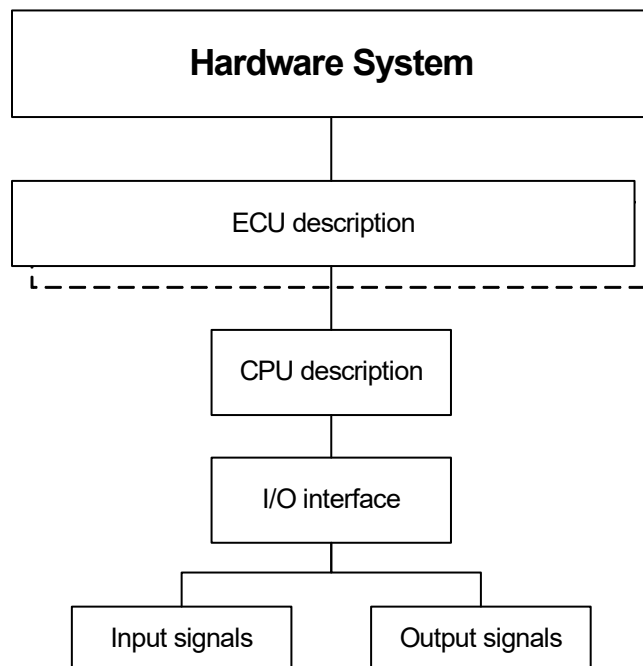 Hardware System
ECU description
CPU description
I/O interface
Input signals
Output signals